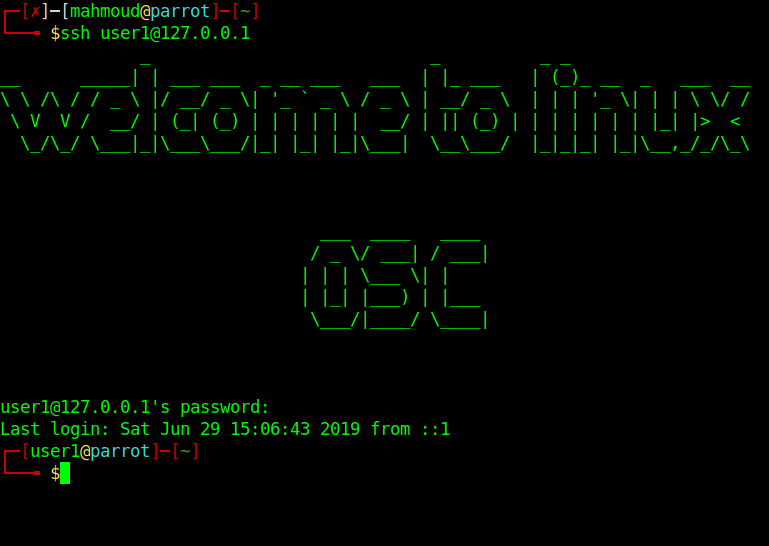 [✗]─[mahmoud@parrot]─[~]
$ssh user1@127.0.0.1
welcome to linux
OSC
user1@127.0.0.1's password:
Last login: Sat Jun 29 15:06:43 2019 from ::1
[user1@parrot]─[~]
$